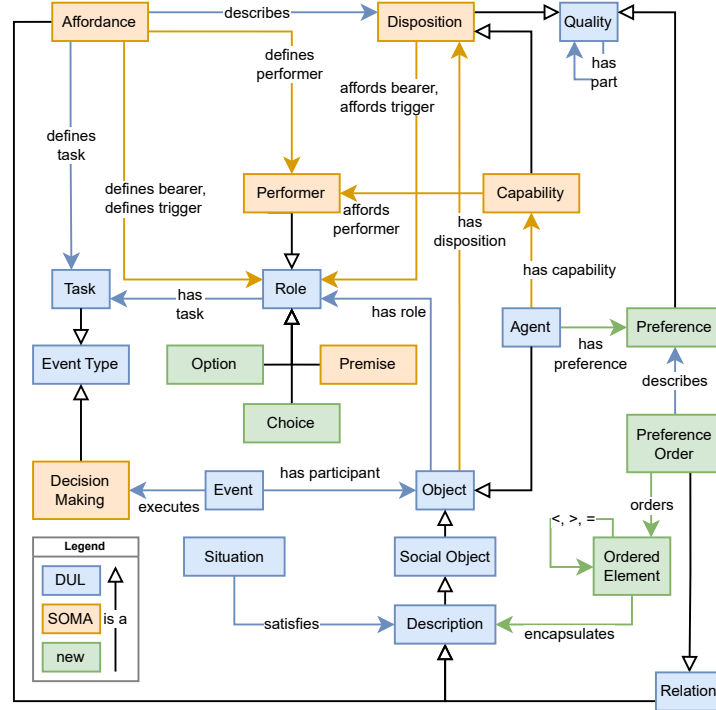 Affordance
describes
Disposition
Quality
has
part
defines
performer
affords bearer,
affords trigger
defines
task
defines bearer,
defines trigger
Performer
affords
performer
Capability
has
disposition
has capability
Task
has
task
Role
has role
Agent
has
preference
Preference
Event Type
Option
Premise
Choice
describes
Preference
Order
Decision
Making
executes
Event
has participant
Object
orders
<, >, =
Ordered
Element
Situation
Social Object
satisfies
Description
encapsulates
Relation
Legend
DUL
SOMA
is a
new